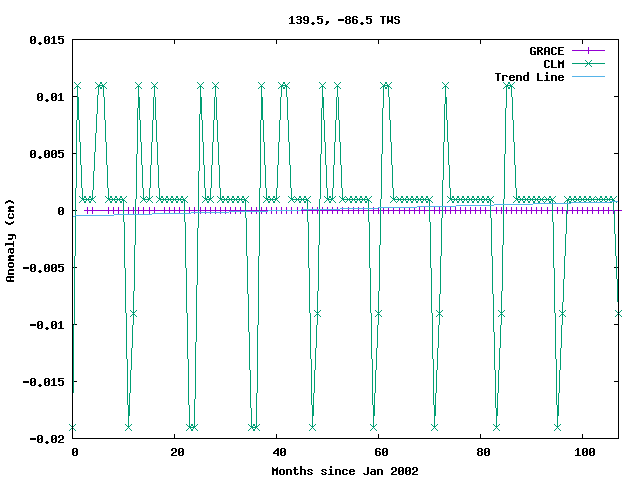 139.5, -86.5 TWS
GRACE
CLM
Trend Line
0.015
0.01
0.005
0
-0.005
-0.01
-0.015
-0.02
Anomaly (cm)
0 20 40 60 80 100
Months since Jan 2002